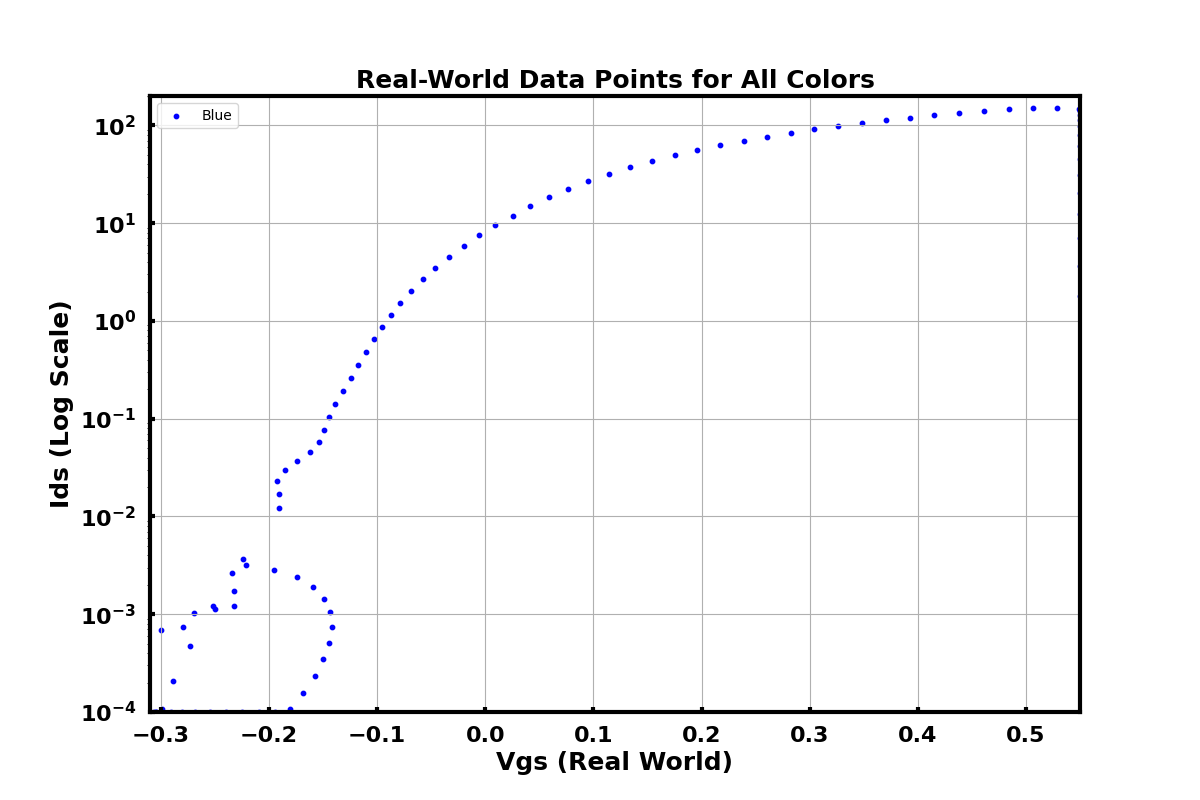 Real-World Data Points for All Colors
Blue
10²
10¹
10⁰
10⁻¹
10⁻²
10⁻³
10⁻⁴
Ids (Log Scale)
−0.3 −0.2 −0.1 0.0 0.1 0.2 0.3 0.4 0.5
Vgs (Real World)